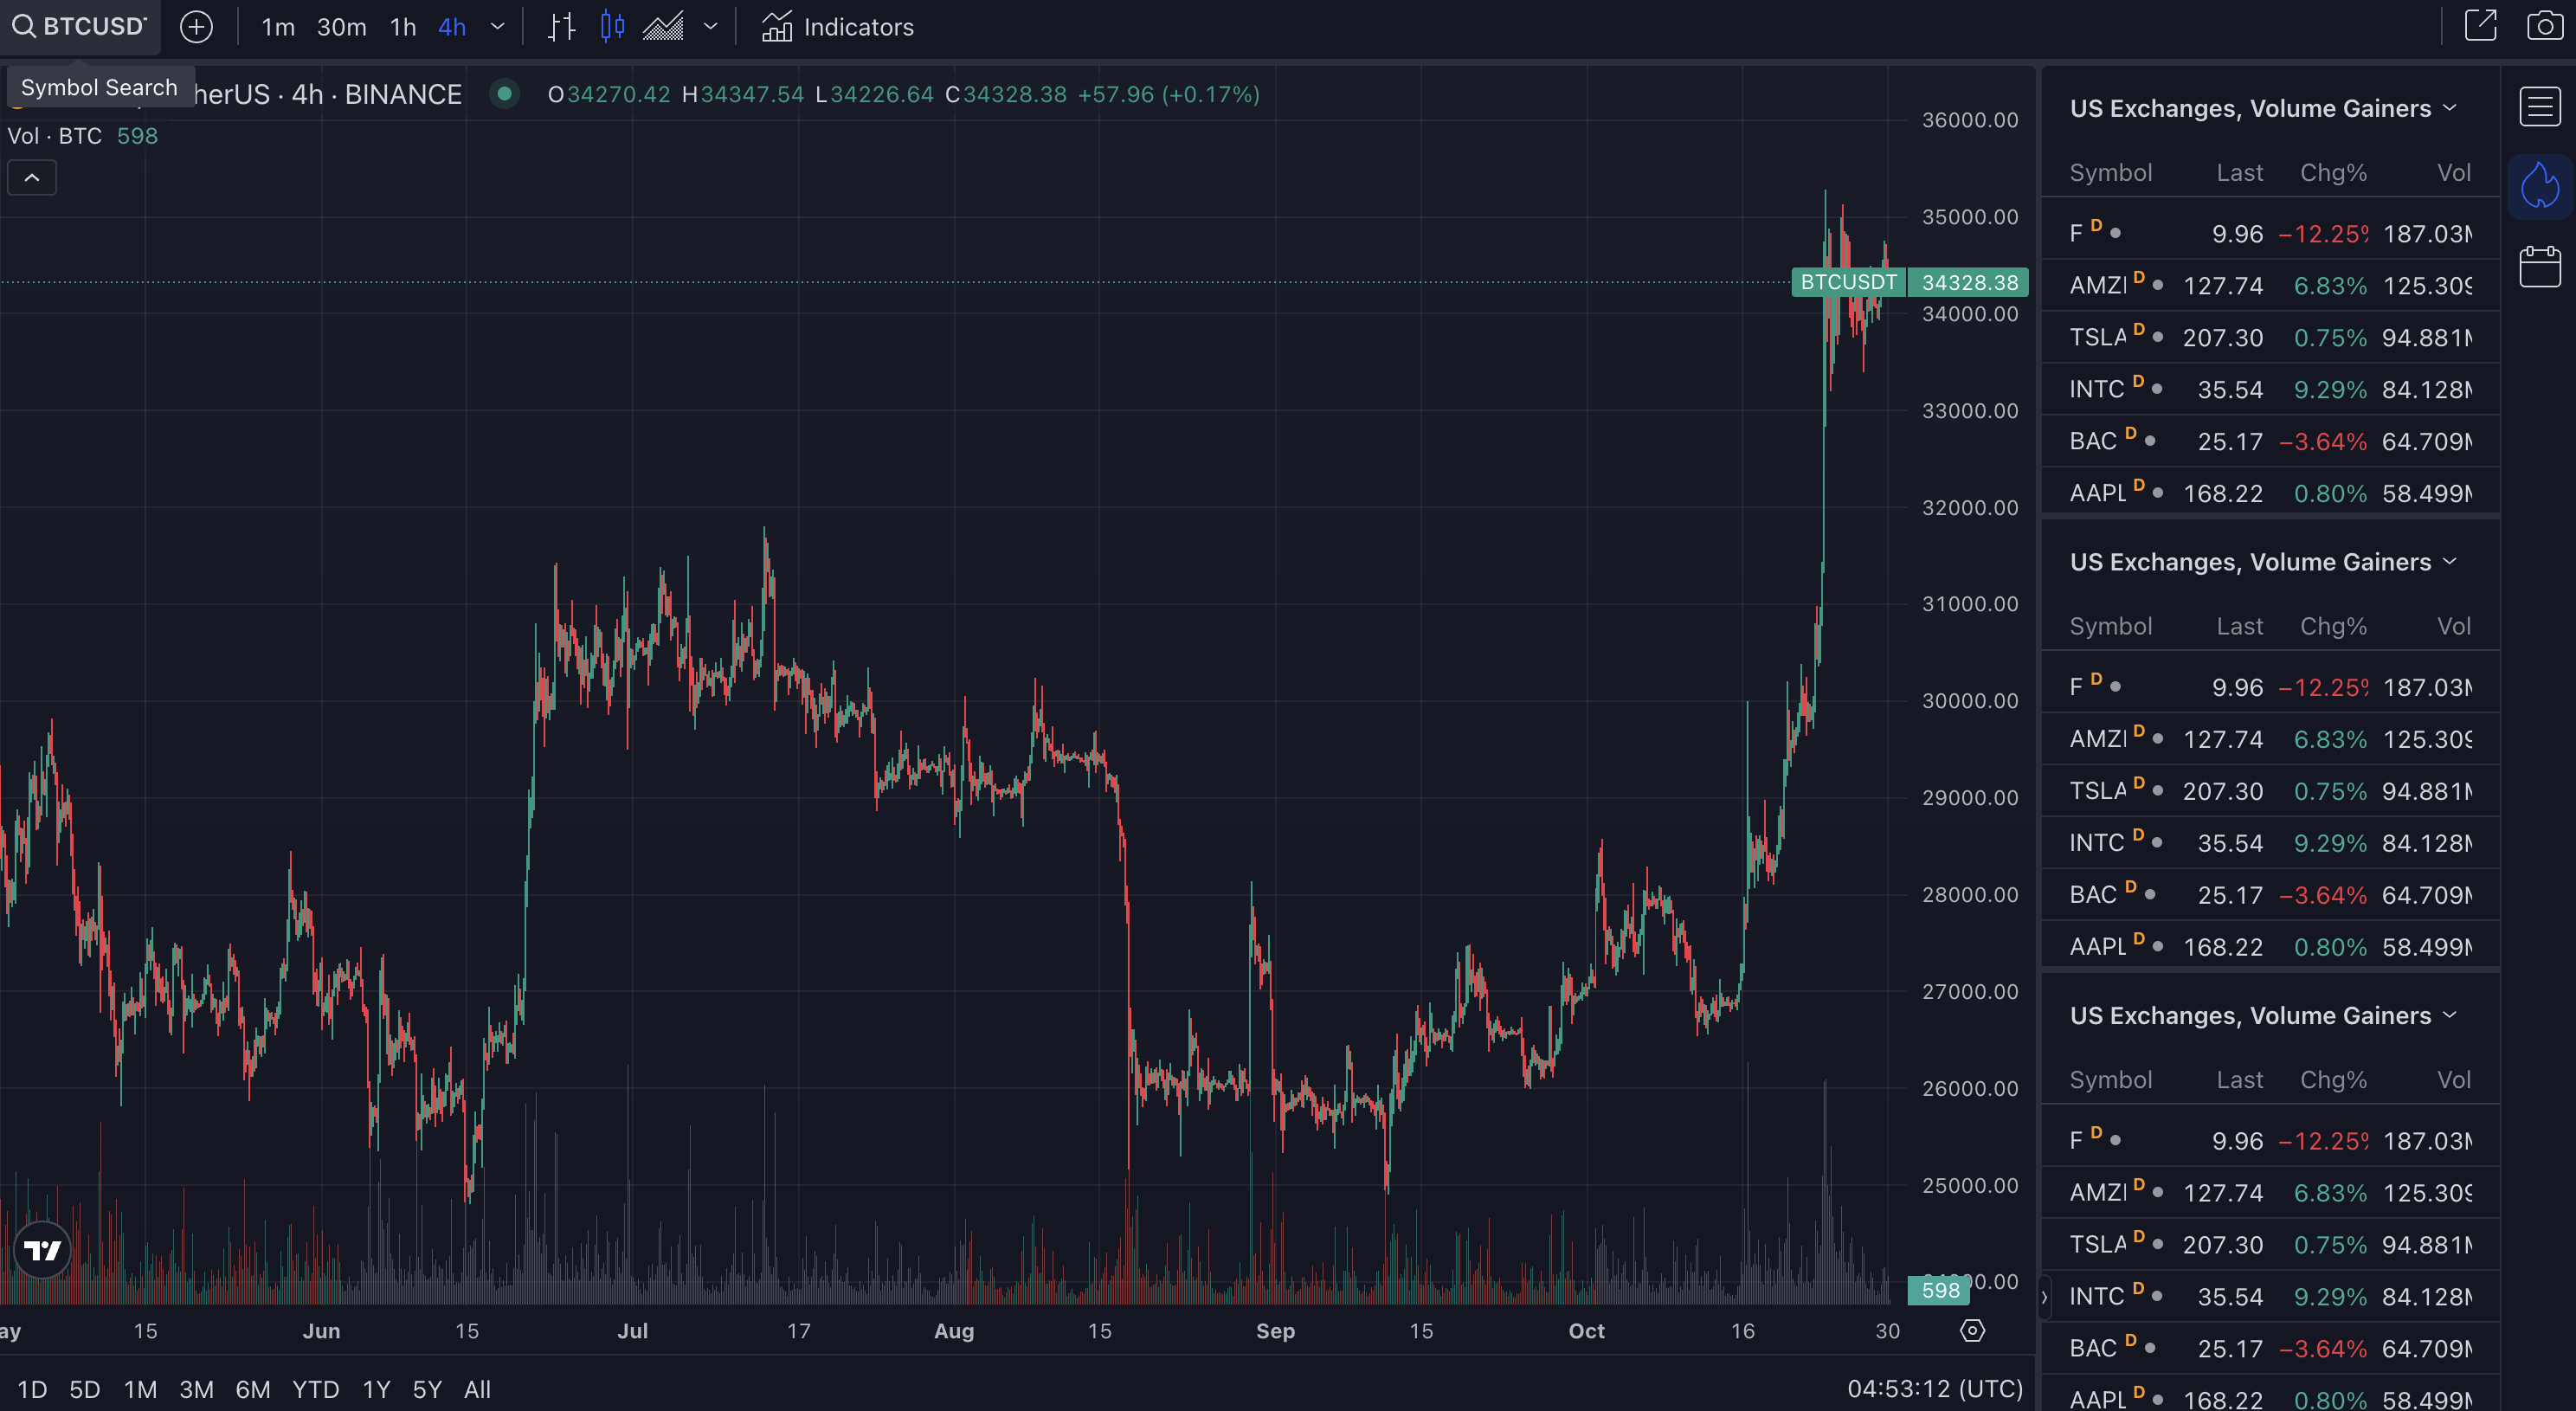 BTCUSDT
1m 30m 1h 4h Indicators
Symbol Search
herUS · 4h · BINANCE O34270.42 H34347.54 L34226.64 C34328.38 +57.96 (+0.17%)
Vol · BTC 598
36000.00
35000.00
BTCUSDT 34328.38
34000.00
33000.00
32000.00
31000.00
30000.00
29000.00
28000.00
27000.00
26000.00
25000.00
598
ay 15 Jun 15 Jul 17 Aug 15 Sep 15 Oct 16 30
1D 5D 1M 3M 6M YTD 1Y 5Y All
04:53:12 (UTC)
US Exchanges, Volume Gainers
Symbol Last Chg% Vol
F D 9.96 −12.25% 187.03M
AMZ D 127.74 6.83% 125.309
TSLA D 207.30 0.75% 94.881M
INTC D 35.54 9.29% 84.128M
BAC D 25.17 −3.64% 64.709M
AAPL D 168.22 0.80% 58.499M
US Exchanges, Volume Gainers
Symbol Last Chg% Vol
F D 9.96 −12.25% 187.03M
AMZ D 127.74 6.83% 125.309
TSLA D 207.30 0.75% 94.881M
INTC D 35.54 9.29% 84.128M
BAC D 25.17 −3.64% 64.709M
AAPL D 168.22 0.80% 58.499M
US Exchanges, Volume Gainers
Symbol Last Chg% Vol
F D 9.96 −12.25% 187.03M
AMZ D 127.74 6.83% 125.309
TSLA D 207.30 0.75% 94.881M
INTC D 35.54 9.29% 84.128M
BAC D 25.17 −3.64% 64.709M
AAPL D 168.22 0.80% 58.499M